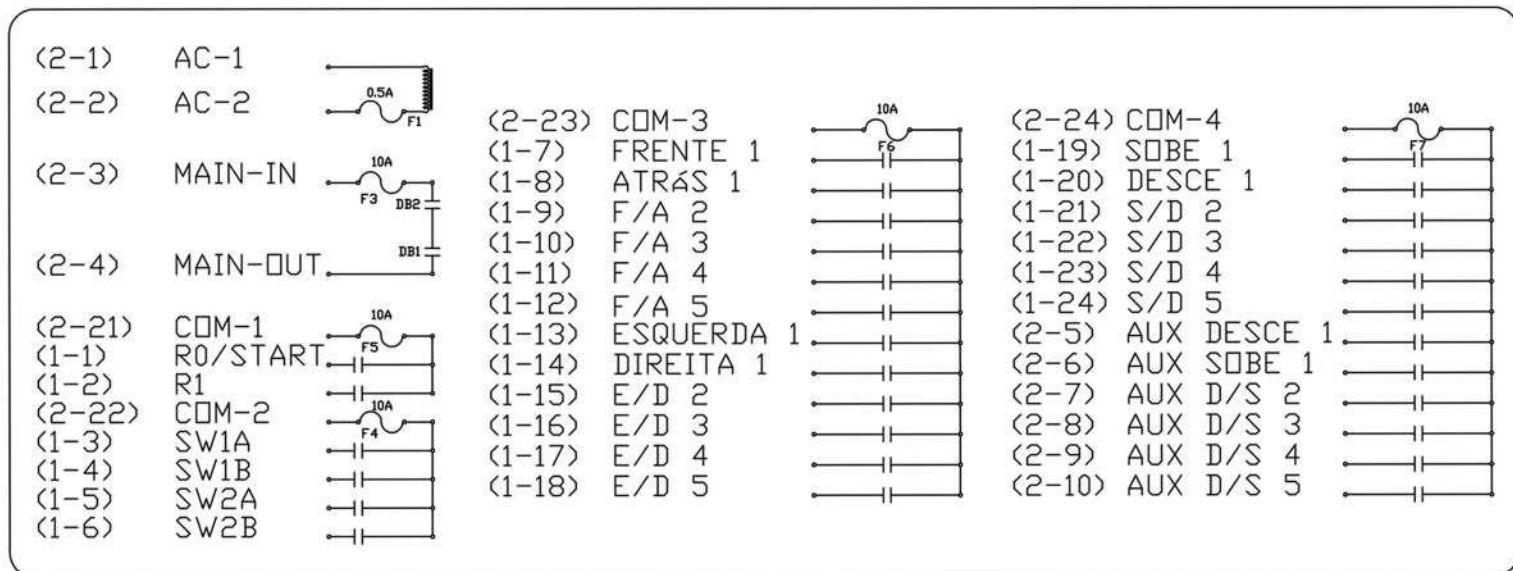 (2-1) AC-1
(2-2) AC-2
0.5A
F1
(2-3) MAIN-IN
10A
F3
DB2
DB1
(2-4) MAIN-OUT
(2-21) COM-1
10A
F5
(1-1) R0/START
(1-2) R1
(2-22) COM-2
10A
F4
(1-3) SW1A
(1-4) SW1B
(1-5) SW2A
(1-6) SW2B
(2-23) COM-3
10A
F6
(1-7) FRENTE 1
(1-8) ATRáS 1
(1-9) F/A 2
(1-10) F/A 3
(1-11) F/A 4
(1-12) F/A 5
(1-13) ESQUERDA 1
(1-14) DIREITA 1
(1-15) E/D 2
(1-16) E/D 3
(1-17) E/D 4
(1-18) E/D 5
(2-24) COM-4
10A
F7
(1-19) SOBE 1
(1-20) DESCE 1
(1-21) S/D 2
(1-22) S/D 3
(1-23) S/D 4
(1-24) S/D 5
(2-5) AUX DESCE 1
(2-6) AUX SOBE 1
(2-7) AUX D/S 2
(2-8) AUX D/S 3
(2-9) AUX D/S 4
(2-10) AUX D/S 5